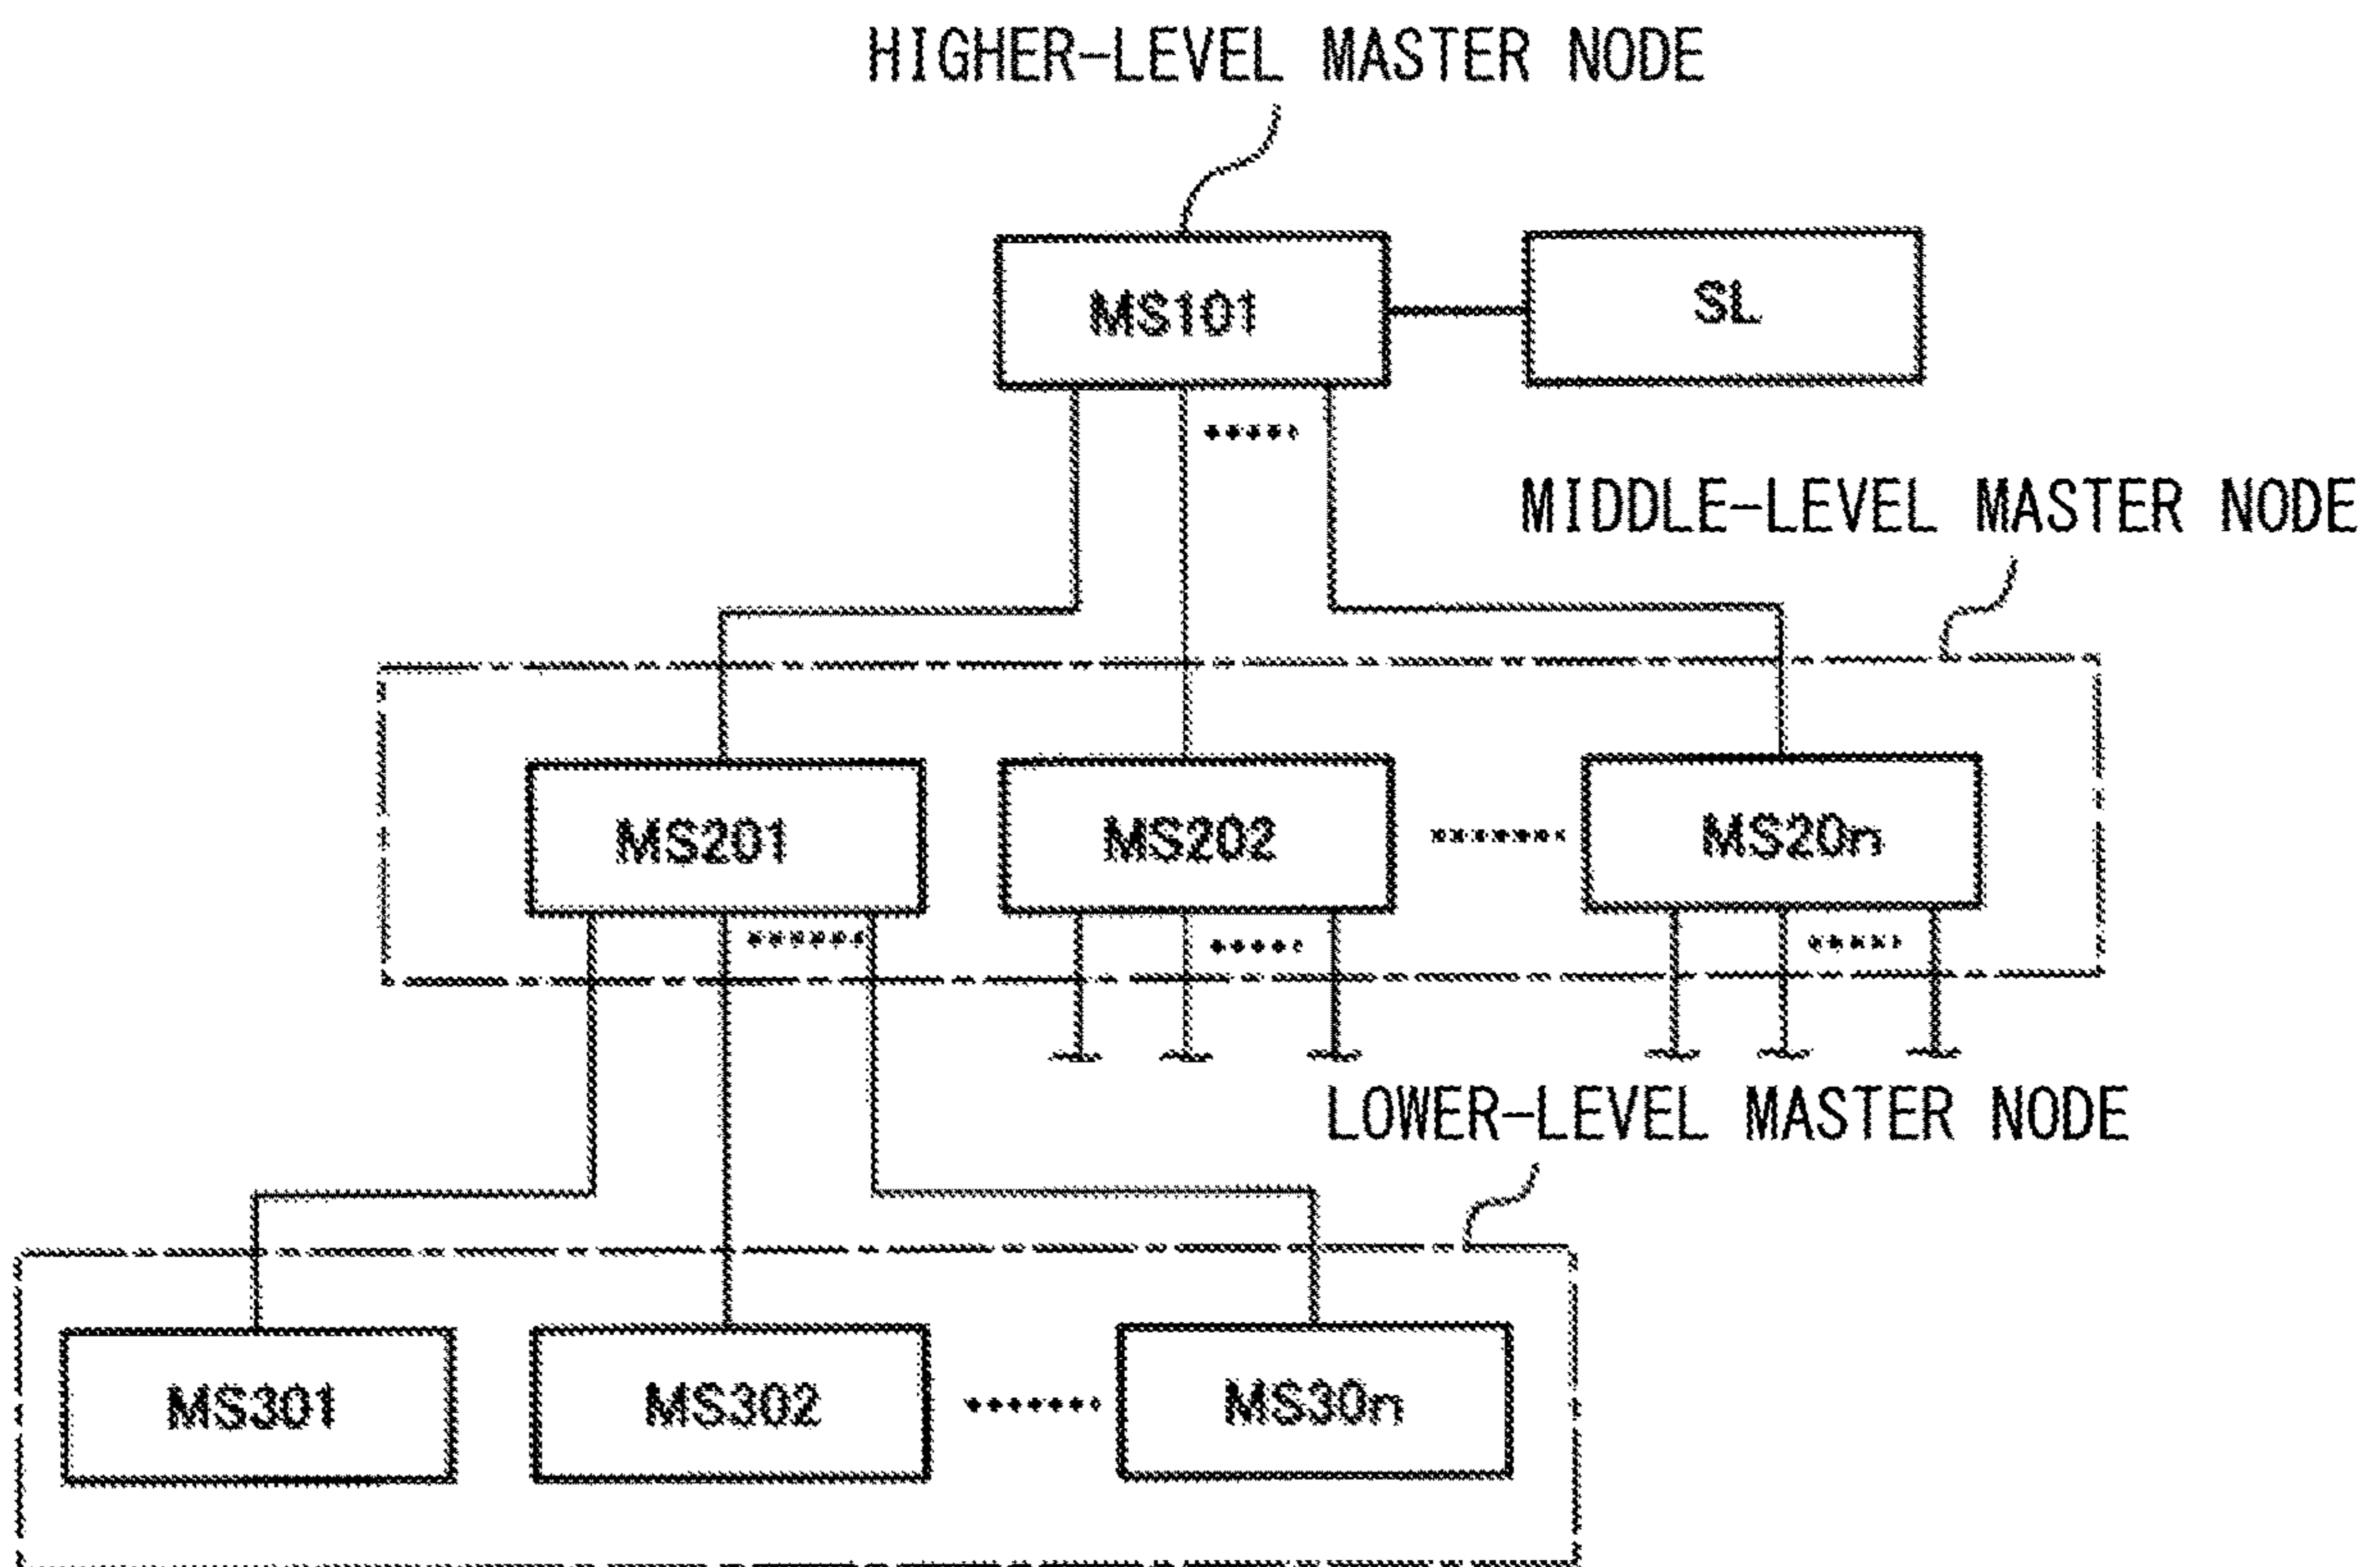 HIGHER-LEVEL MASTER NODE
MS101
SL
MIDDLE-LEVEL MASTER NODE
MS201
MS202
MS20n
LOWER-LEVEL MASTER NODE
MS301
MS302
MS30n